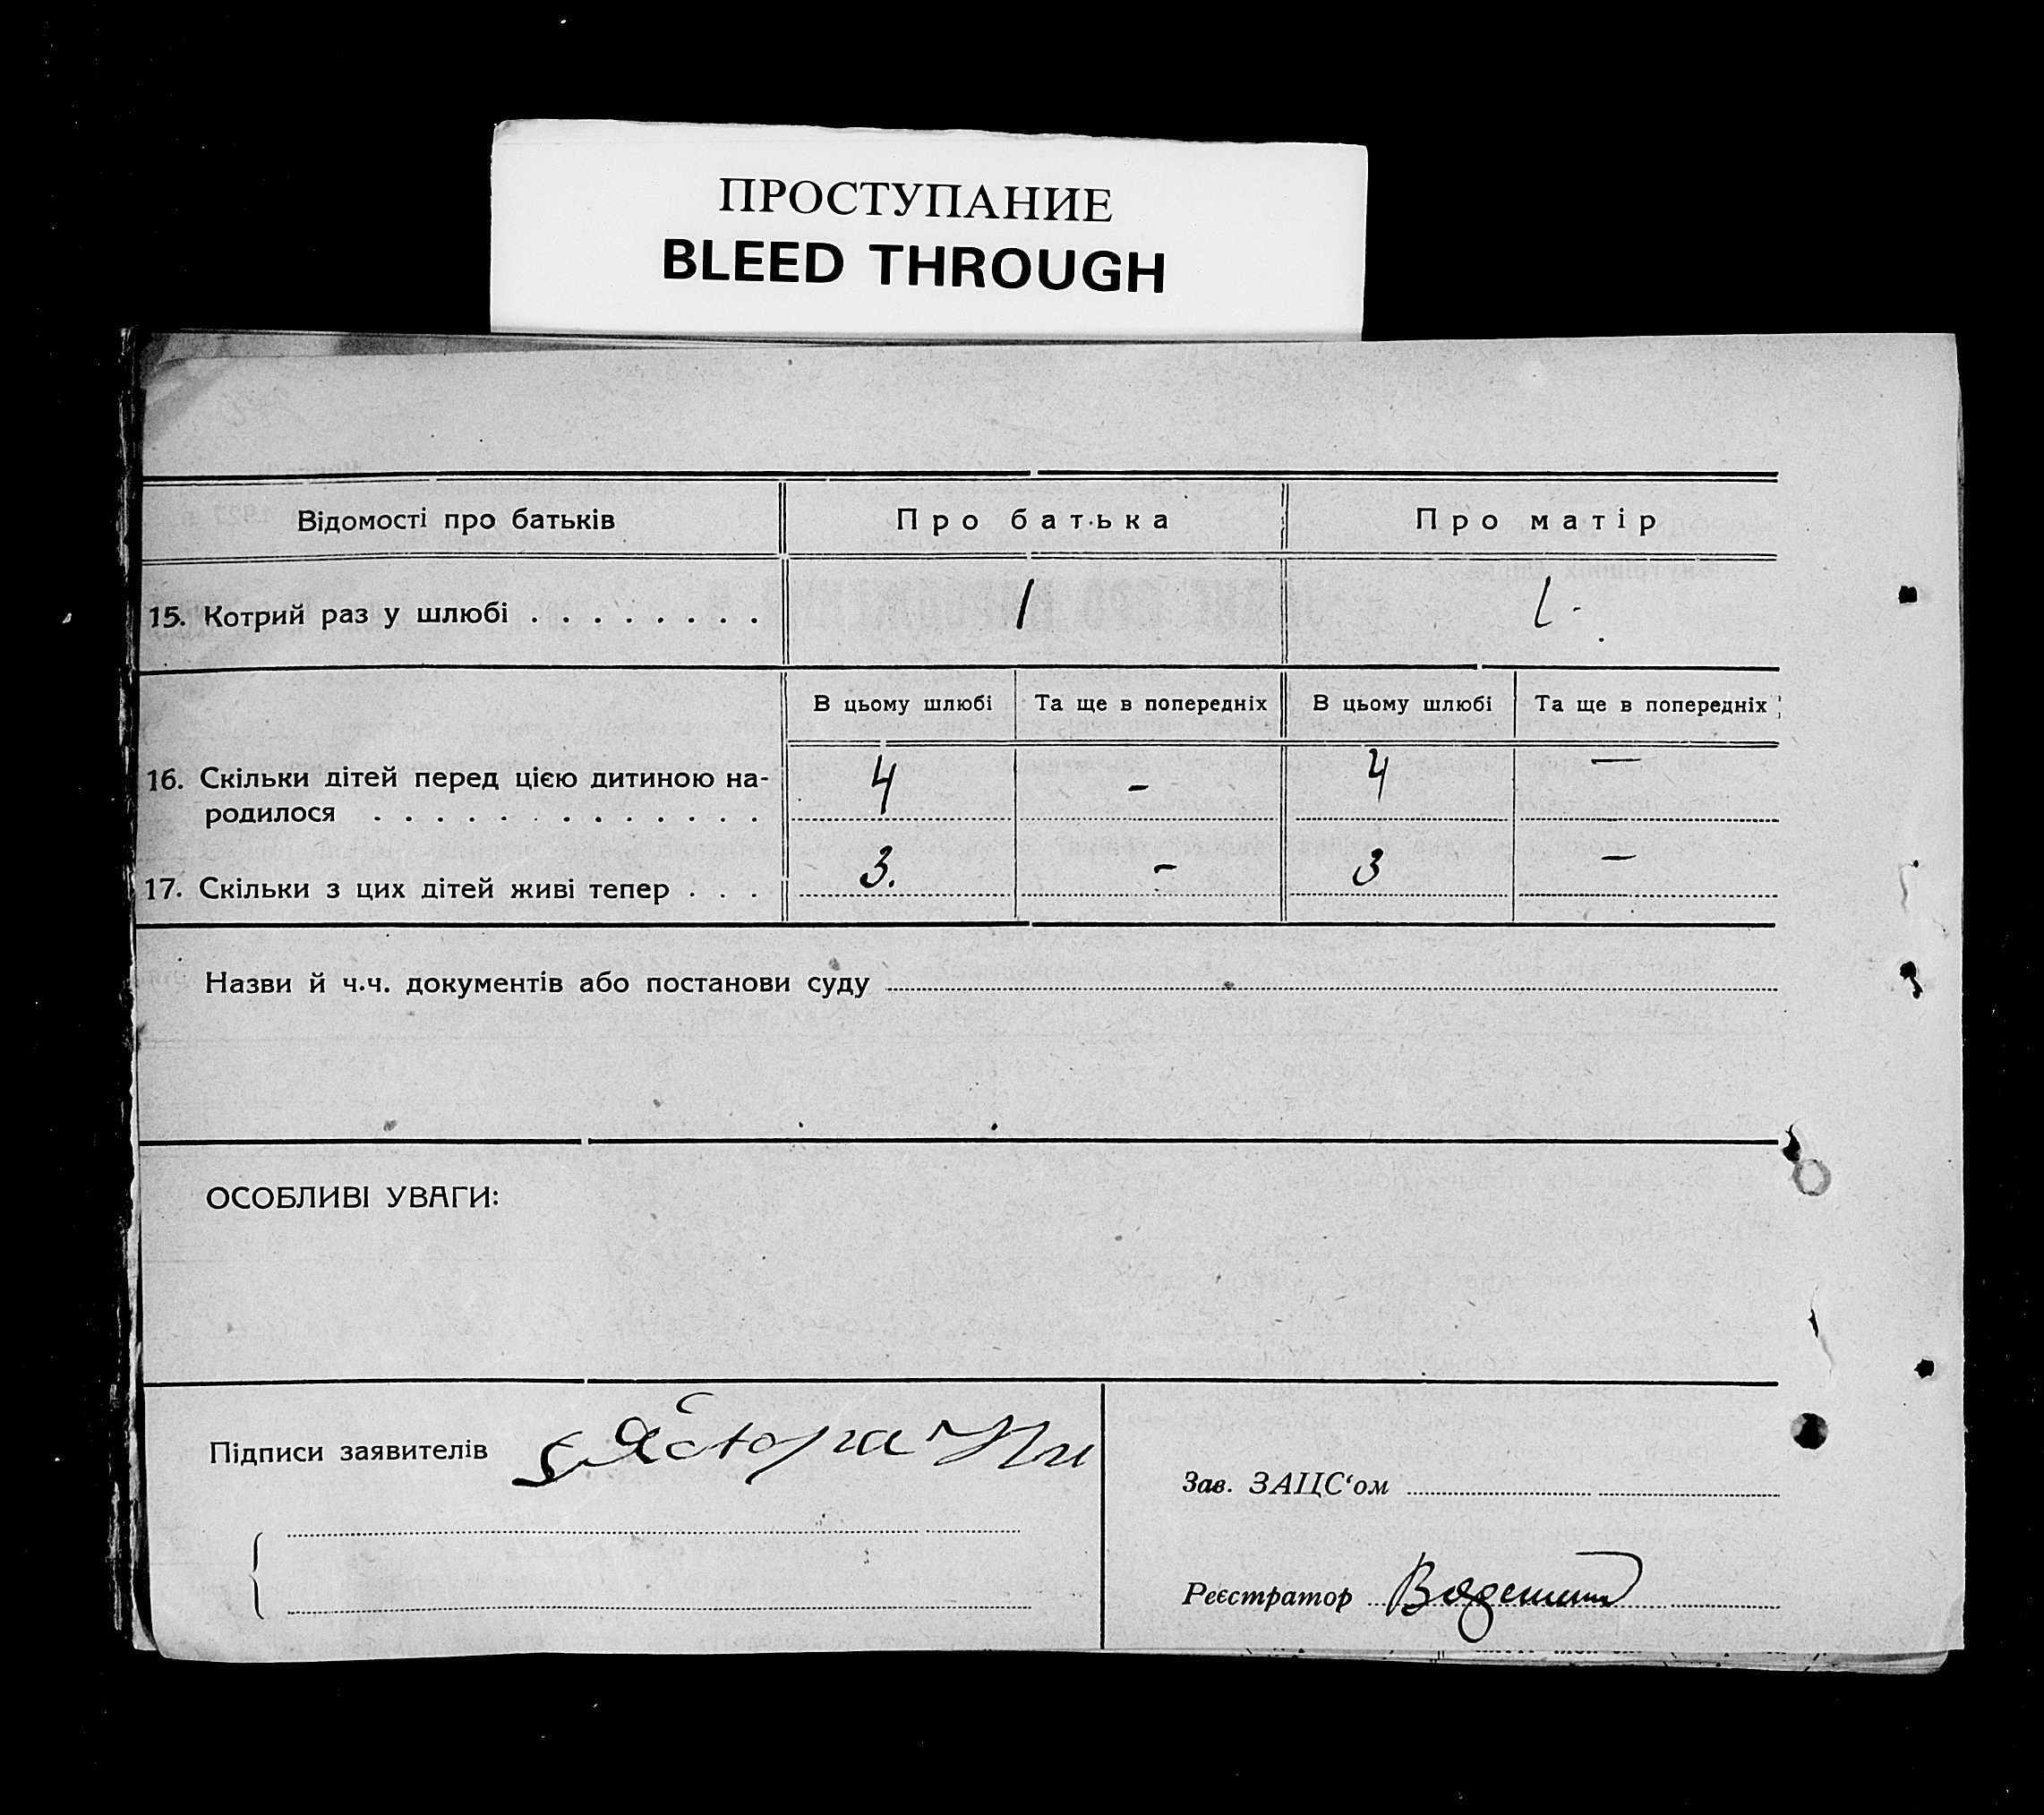 ПРОСТУПАНИЕ
BLEED THROUGH
Відомості про батьків Про батька Про матір
15. Котрий раз у шлюбі . . . . . . . . 1 1.
В цьому шлюбі Та ще в попередніх В цьому шлюбі Та ще в попередніх
16. Скільки дітей перед цією дитиною на-
родилося . . . . . . . . . . . . . 4 - 4 —
17. Скільки з цих дітей живі тепер . . . 3. - 3 —
Назви й ч.ч. документів або постанови суду
ОСОБЛИВІ УВАГИ:
Підписи заявителів
Зав. ЗАЦС‘ом
Реєстратор